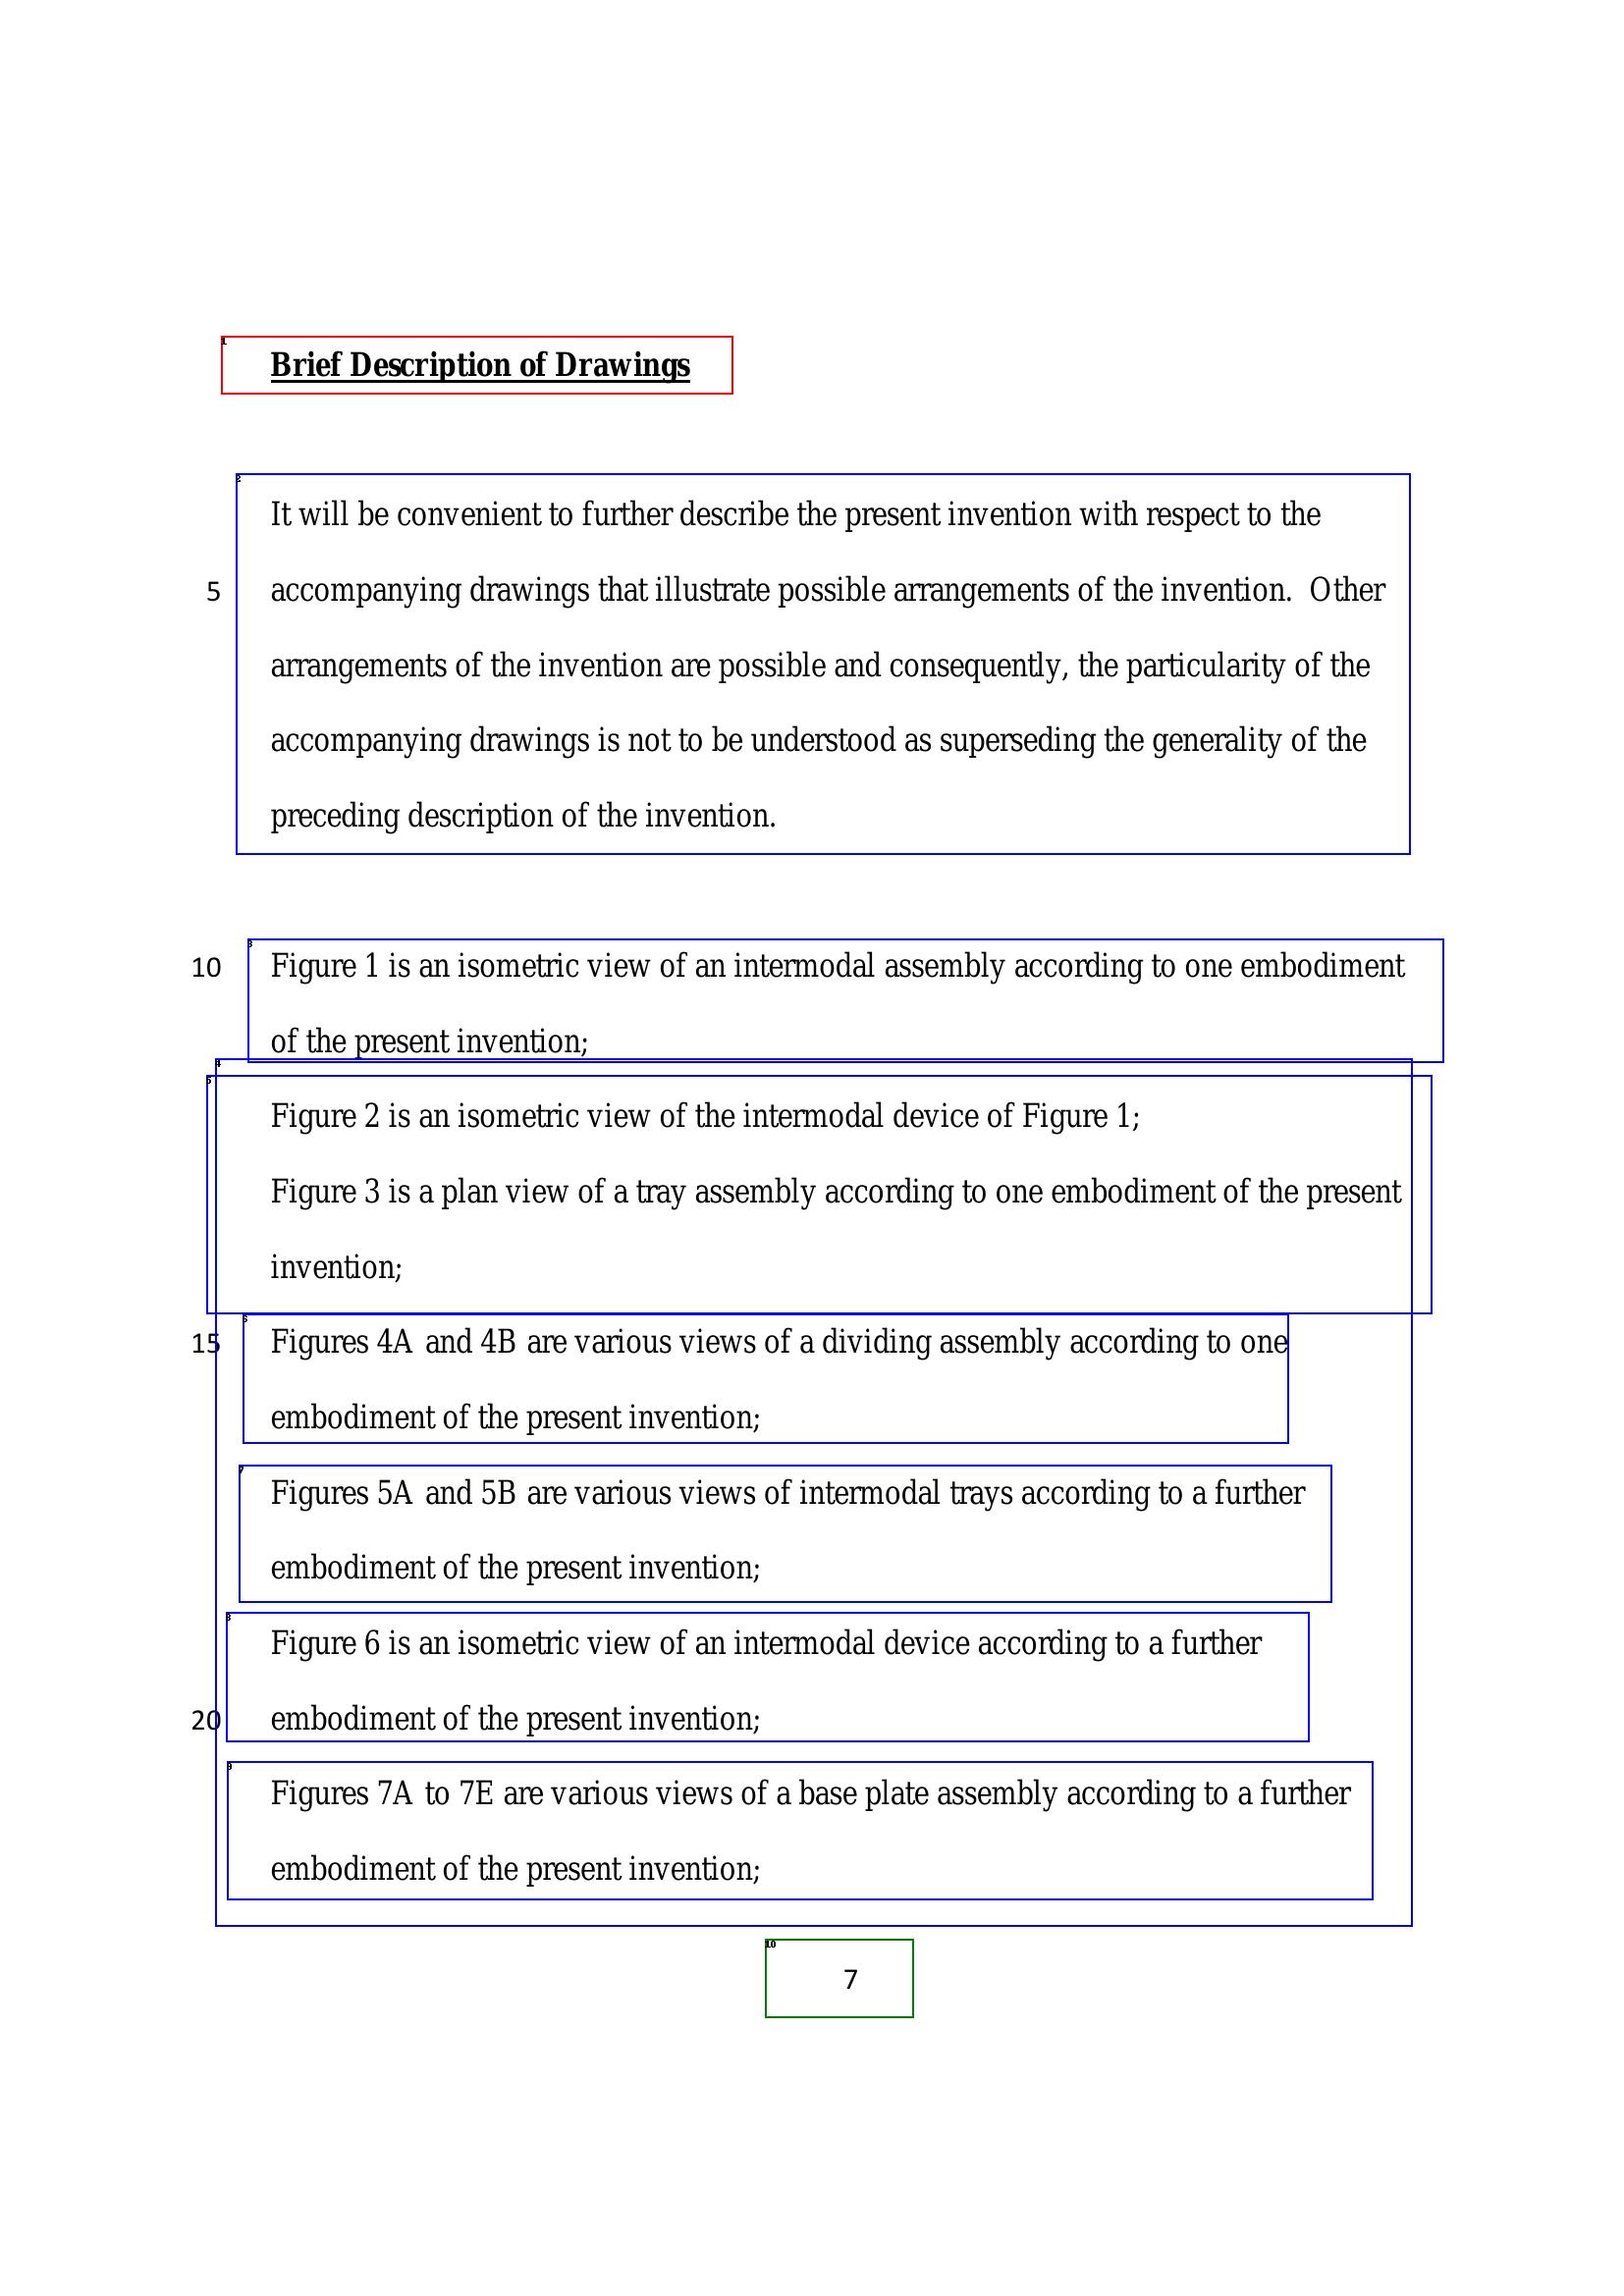 Brief Description of Drawings
It will be convenient to further describe the present invention with respect to the
5 accompanying drawings that illustrate possible arrangements of the invention.  Other
arrangements of the invention are possible and consequently, the particularity of the
accompanying drawings is not to be understood as superseding the generality of the
preceding description of the invention.
10 Figure 1 is an isometric view of an intermodal assembly according to one embodiment
of the present invention;
Figure 2 is an isometric view of the intermodal device of Figure 1;
Figure 3 is a plan view of a tray assembly according to one embodiment of the present
invention;
15 Figures 4A and 4B are various views of a dividing assembly according to one
embodiment of the present invention;
Figures 5A and 5B are various views of intermodal trays according to a further
embodiment of the present invention;
Figure 6 is an isometric view of an intermodal device according to a further
20 embodiment of the present invention;
Figures 7A to 7E are various views of a base plate assembly according to a further
embodiment of the present invention;
7